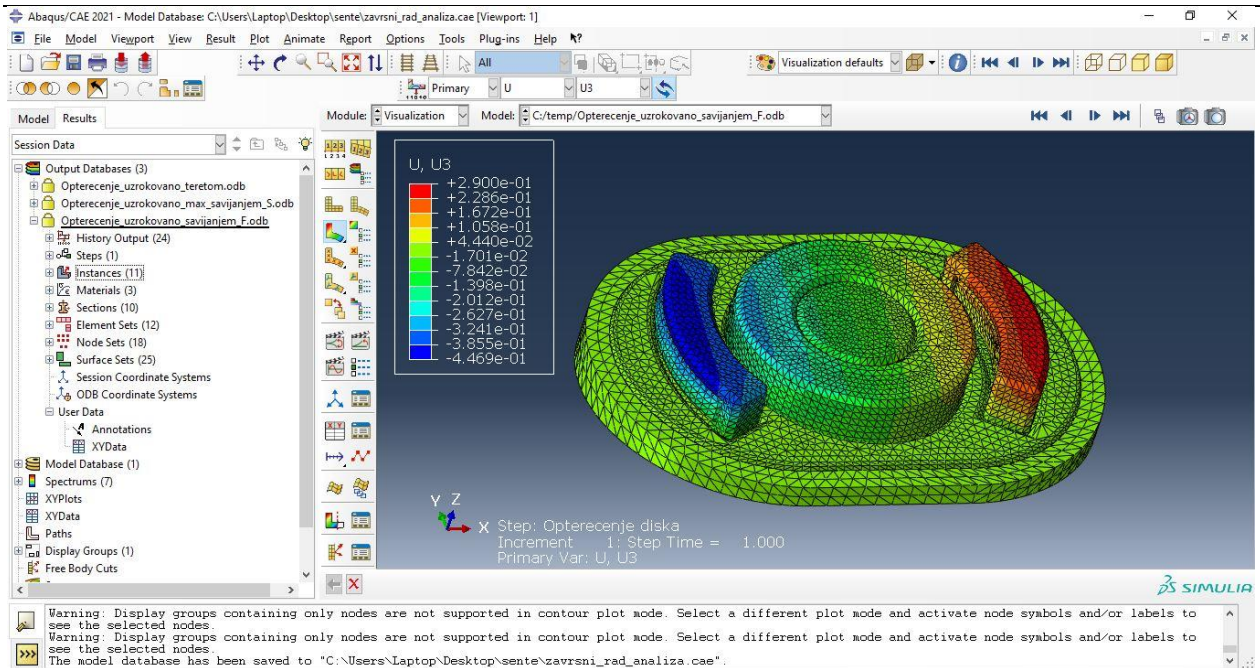 Abaqus/CAE 2021 - Model Database: C:\Users\Laptop\Desktop\sente\zavrsni_rad_analiza.cae [Viewport: 1]
File Model Viewport View Result Plot Animate Report Options Tools Plug-ins Help
All Visualization defaults
Primary U U3
Model Results Module: Visualization Model: C:/temp/Opterecenje_uzrokovano_savijanjem_F.odb
Session Data
Output Databases (3)
Opterecenje_uzrokovano_teretom.odb
Opterecenje_uzrokovano_max_savijanjem_S.odb
Opterecenje_uzrokovano_savijanjem_F.odb
History Output (24)
Steps (1)
Instances (11)
Materials (3)
Sections (10)
Element Sets (12)
Node Sets (18)
Surface Sets (25)
Session Coordinate Systems
ODB Coordinate Systems
User Data
Annotations
XYData
Model Database (1)
Spectrums (7)
XYPlots
XYData
Paths
Display Groups (1)
Free Body Cuts
U, U3
+2.900e-01
+2.286e-01
+1.672e-01
+1.058e-01
+4.440e-02
-1.701e-02
-7.842e-02
-1.398e-01
-2.012e-01
-2.627e-01
-3.241e-01
-3.855e-01
-4.469e-01
Y Z
X
Step: Opterecenje diska
Increment 1: Step Time = 1.000
Primary Var: U, U3
SIMULIA
Warning: Display groups containing only nodes are not supported in contour plot mode. Select a different plot mode and activate node symbols and/or labels to
see the selected nodes.
Warning: Display groups containing only nodes are not supported in contour plot mode. Select a different plot mode and activate node symbols and/or labels to
see the selected nodes.
The model database has been saved to "C:\Users\Laptop\Desktop\sente\zavrsni_rad_analiza.cae".